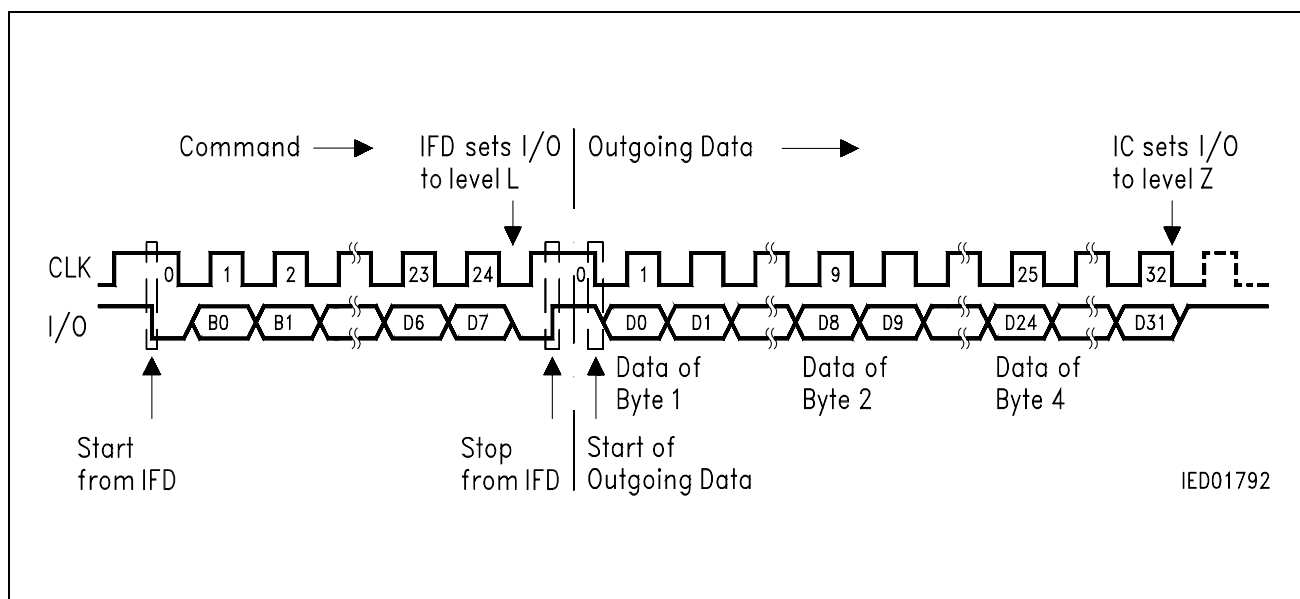 Command
IFD sets I/O
to level L
Outgoing Data
IC sets I/O
to level Z
CLK 0 1 2 23 24 0 1 9 25 32
I/O B0 B1 D6 D7 D0 D1 D8 D9 D24 D31
Data of
Byte 1
Data of
Byte 2
Data of
Byte 4
Start
from IFD
Stop
from IFD
Start of
Outgoing Data
IED01792